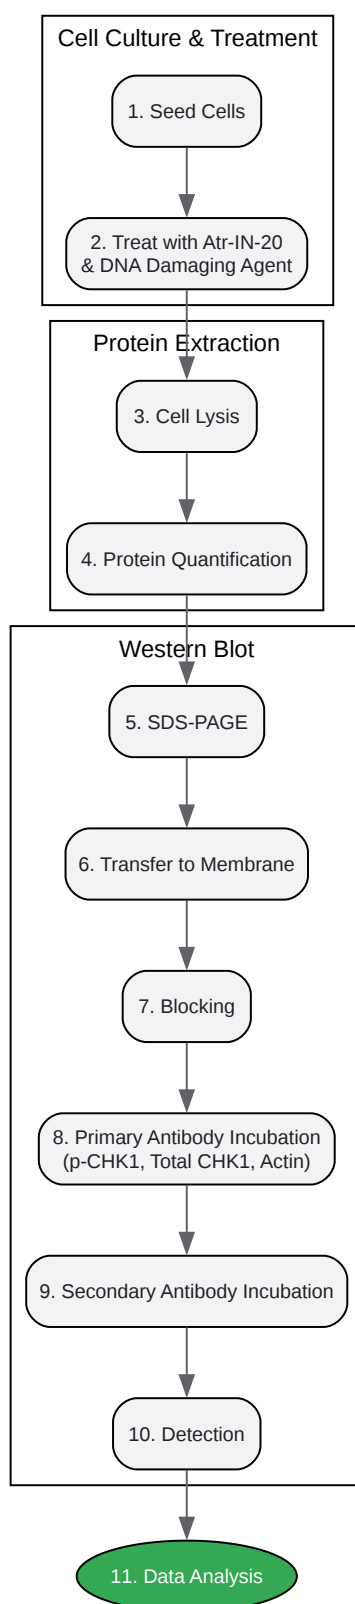 Cell Culture & Treatment
1. Seed Cells
2. Treat with Atr-IN-20
& DNA Damaging Agent
Protein Extraction
3. Cell Lysis
4. Protein Quantification
Western Blot
5. SDS-PAGE
6. Transfer to Membrane
7. Blocking
8. Primary Antibody Incubation
(p-CHK1, Total CHK1, Actin)
9. Secondary Antibody Incubation
10. Detection
11. Data Analysis